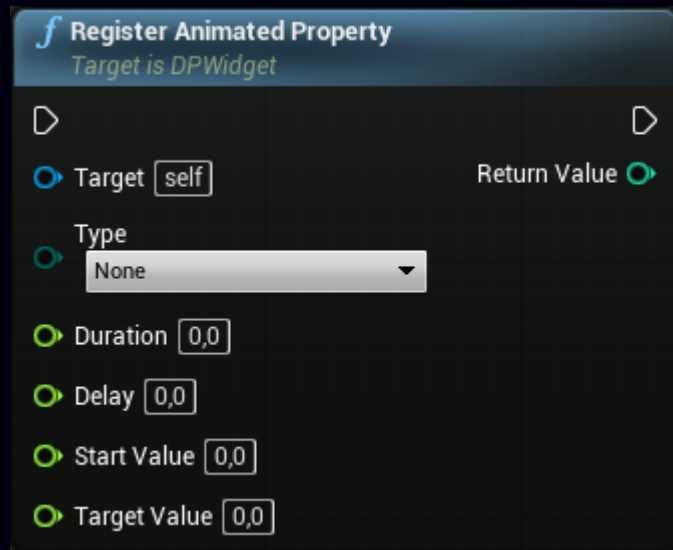 f Register Animated Property
Target is DPWidget
Target self
Return Value
Type
None
Duration 0,0
Delay 0,0
Start Value 0,0
Target Value 0,0